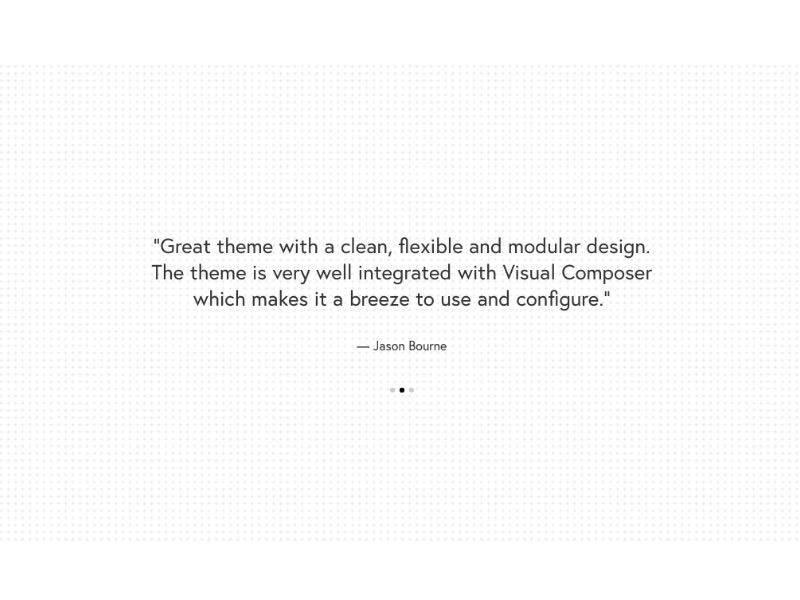 "Great theme with a clean, flexible and modular design.
The theme is very well integrated with Visual Composer
which makes it a breeze to use and configure."
— Jason Bourne